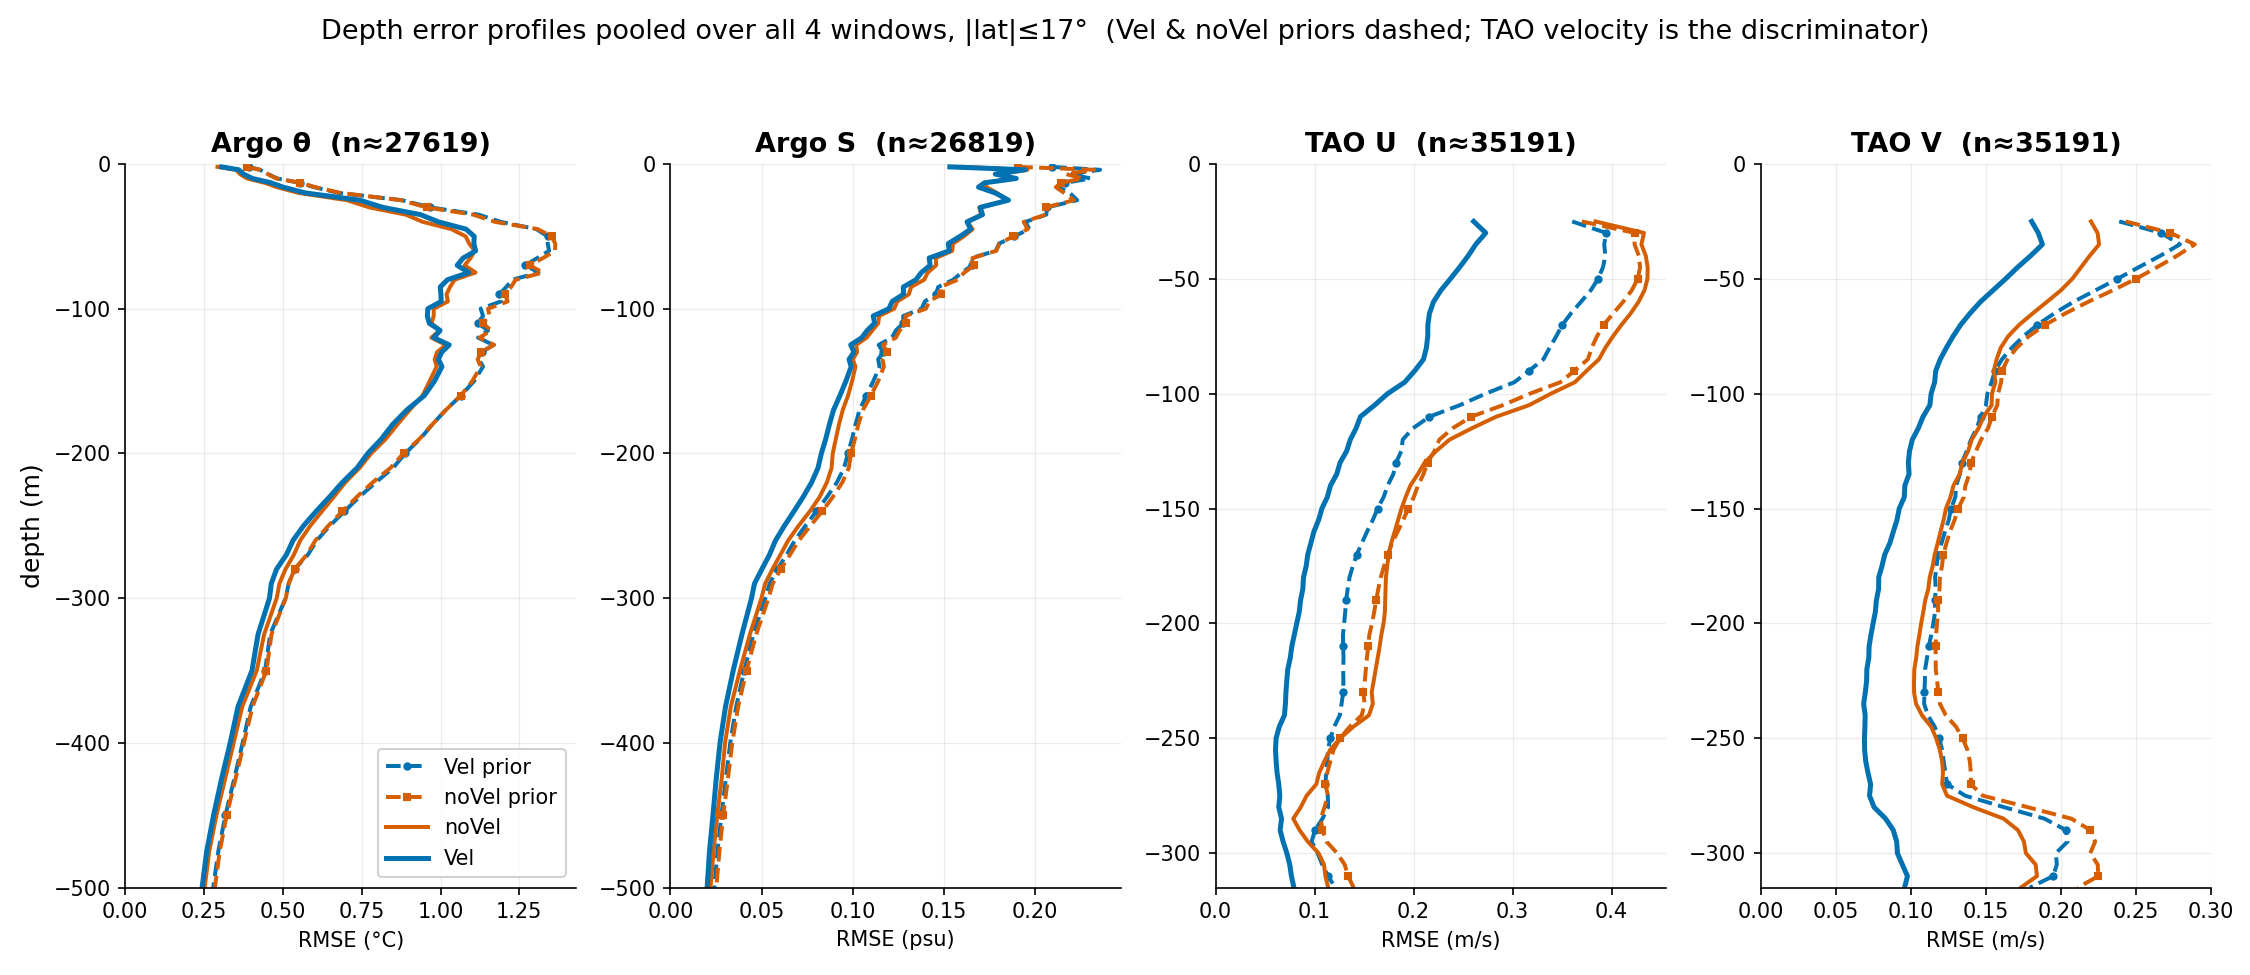 Depth error profiles pooled over all 4 windows, |lat|≤17°  (Vel & noVel priors dashed; TAO velocity is the discriminator)
Argo θ  (n≈27619)
0
−100
−200
−300
−400
−500
depth (m)
0.00 0.25 0.50 0.75 1.00 1.25
RMSE (°C)
Vel prior
noVel prior
noVel
Vel
Argo S  (n≈26819)
0
−100
−200
−300
−400
−500
0.00 0.05 0.10 0.15 0.20
RMSE (psu)
TAO U  (n≈35191)
0
−50
−100
−150
−200
−250
−300
0.0 0.1 0.2 0.3 0.4
RMSE (m/s)
TAO V  (n≈35191)
0
−50
−100
−150
−200
−250
−300
0.00 0.05 0.10 0.15 0.20 0.25 0.30
RMSE (m/s)